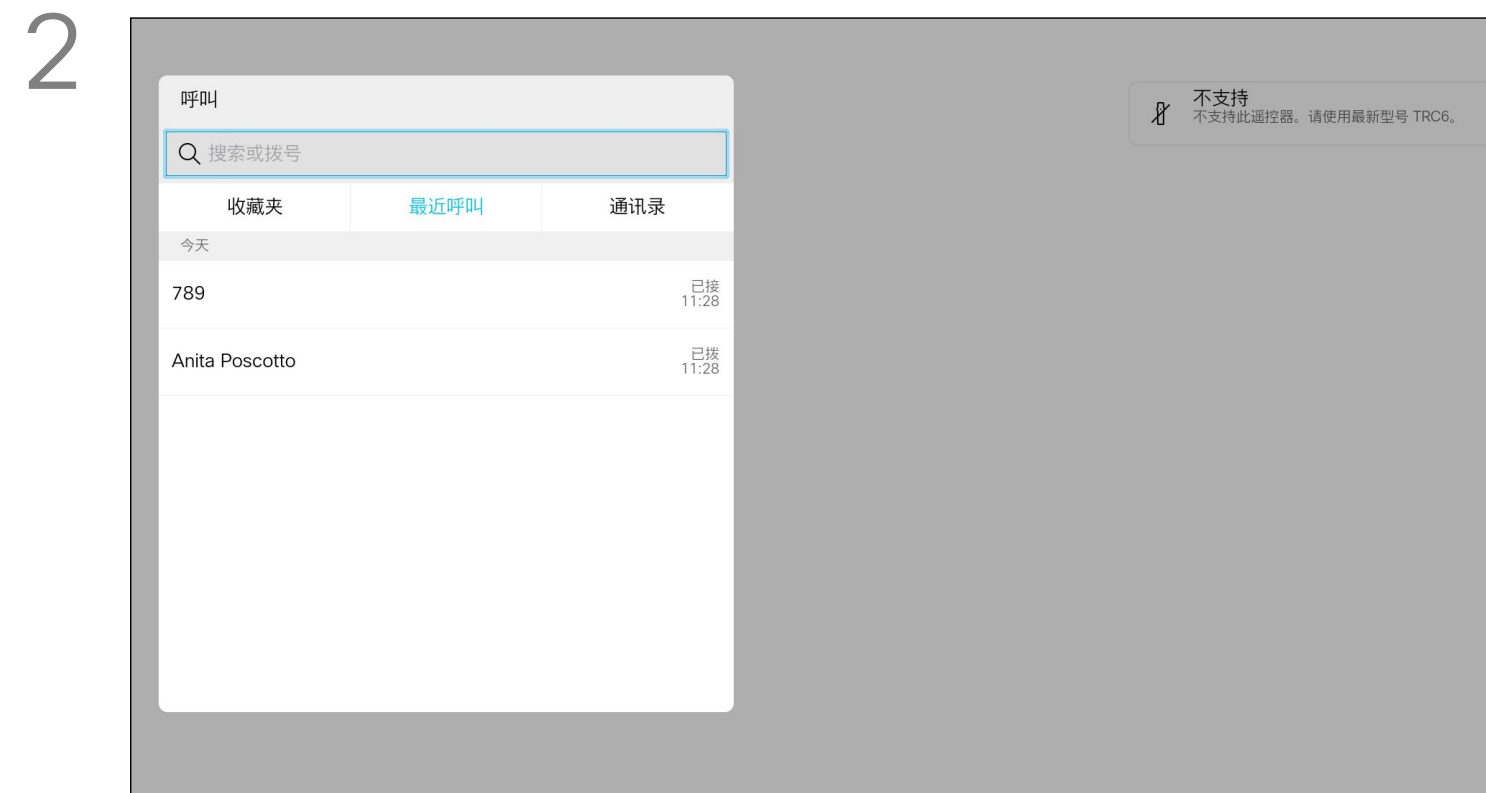 2
呼叫
搜索或拨号
收藏夹 最近呼叫 通讯录
今天
789 已接 11:28
Anita Poscotto 已拨 11:28
不支持
不支持此遥控器。请使用最新型号 TRC6。